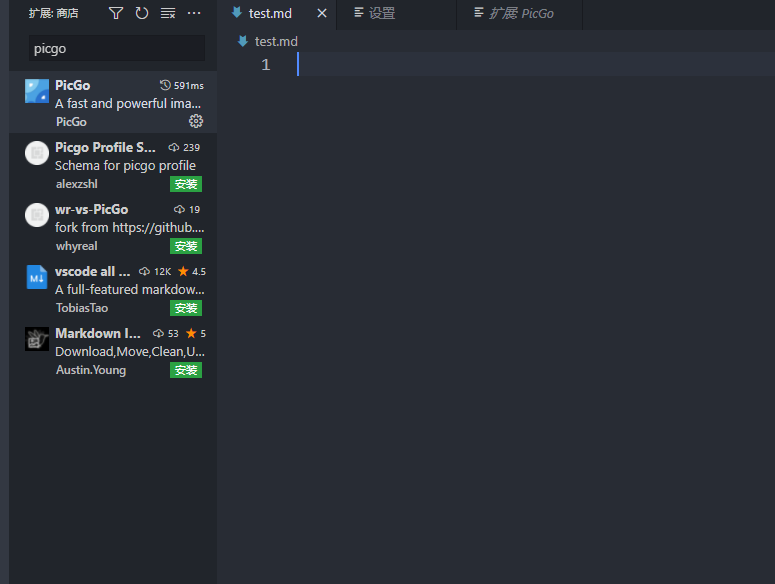 扩展: 商店
picgo
PicGo 591ms
A fast and powerful ima...
PicGo
Picgo Profile S... 239
Schema for picgo profile
alexzshl 安装
wr-vs-PicGo 19
fork from https://github....
whyreal 安装
vscode all ... 12K 4.5
A full-featured markdow...
TobiasTao 安装
Markdown I... 53 5
Download,Move,Clean,U...
Austin.Young 安装
test.md 设置 扩展: PicGo
test.md
1